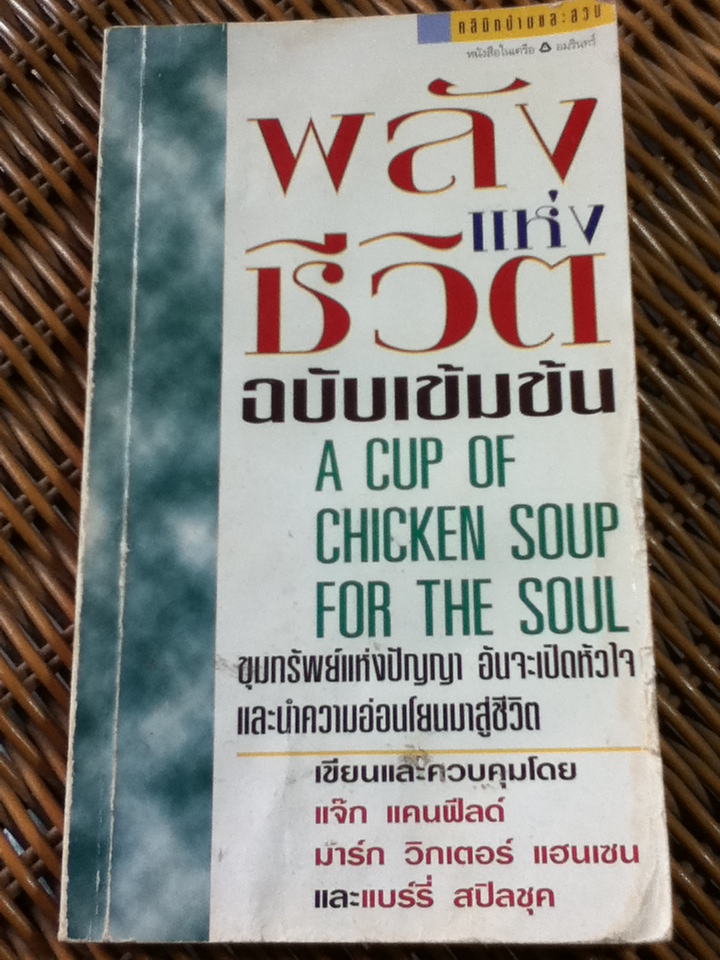 คลินิกบ้านและสวน
หนังสือในเครือ อมรินทร์
พลัง
แห่ง
ชีวิต
ฉบับเข้มข้น
A CUP OF
CHICKEN SOUP
FOR THE SOUL
ขุมทรัพย์แห่งปัญญา อันจะเปิดหัวใจ
และนำความอ่อนโยนมาสู่ชีวิต
เขียนและควบคุมโดย
แจ๊ก แคนฟีลด์
มาร์ก วิกเตอร์ แฮนเซน
และแบร์รี่ สปิลชุค